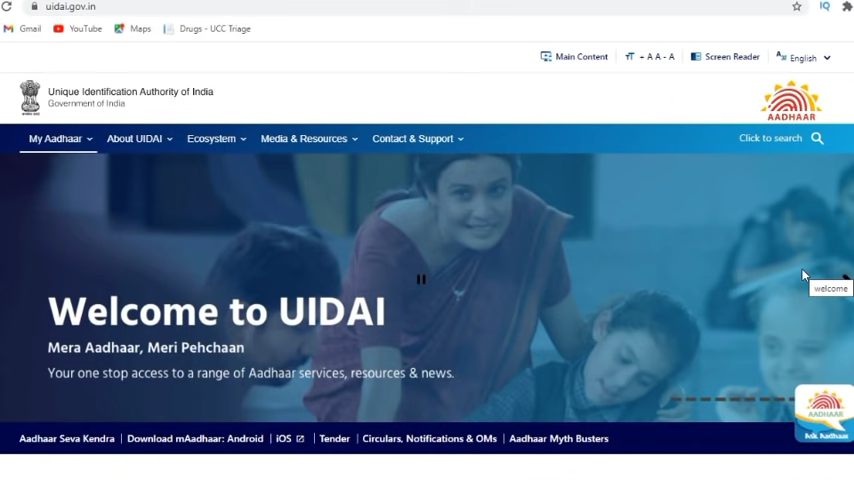 uidai.gov.in
Gmail YouTube Maps Drugs - UCC Triage
Main Content + A A - A Screen Reader English
Unique Identification Authority of India
Government of India
AADHAAR
My Aadhaar About UIDAI Ecosystem Media & Resources Contact & Support Click to search
Welcome to UIDAI
welcome
Mera Aadhaar, Meri Pehchaan
Your one stop access to a range of Aadhaar services, resources & news.
AADHAAR
Ask Aadhaar
Aadhaar Seva Kendra | Download mAadhaar: Android | iOS | Tender | Circulars, Notifications & OMs | Aadhaar Myth Busters